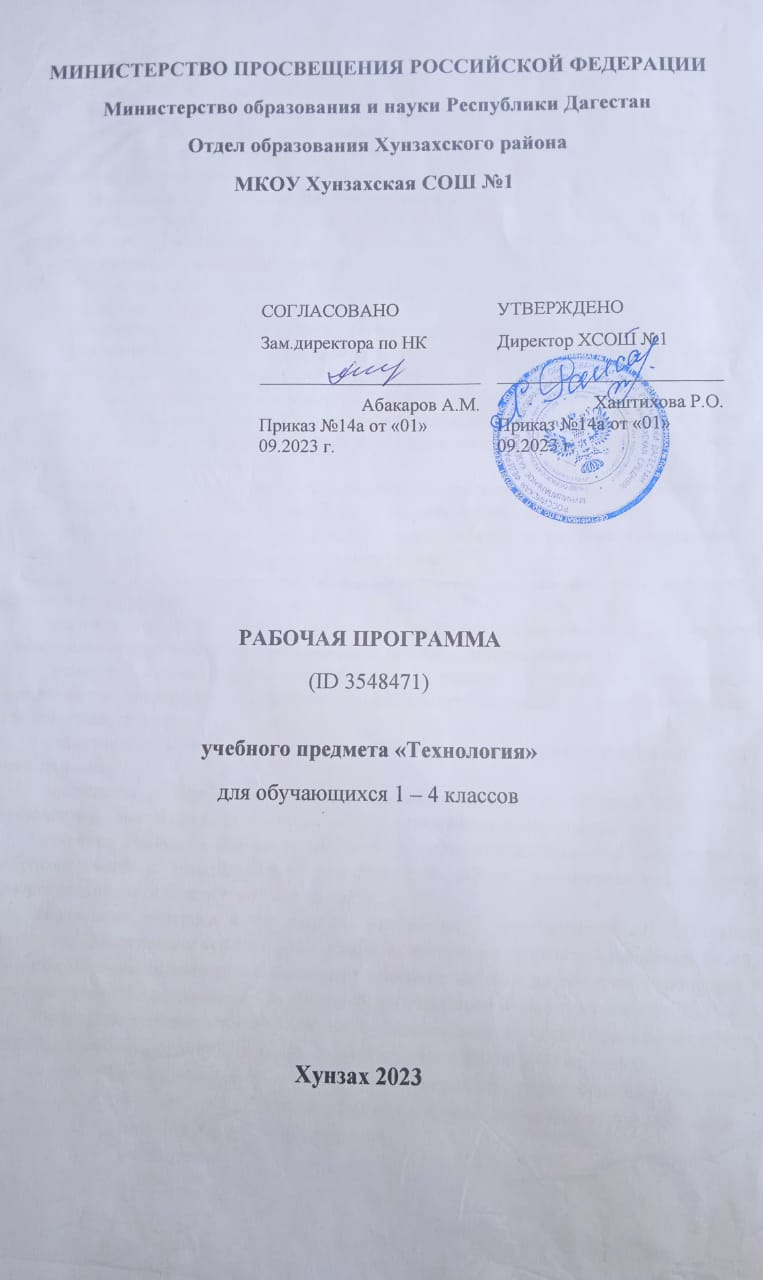 МИНИСТЕРСТВО ПРОСВЕЩЕНИЯ РОССИЙСКОЙ ФЕДЕРАЦИИ
Министерство образования и науки Республики Дагестан
Отдел образования Хунзахского района
МКОУ Хунзахская СОШ №1
СОГЛАСОВАНО
Зам.директора по НК
Абакаров А.М.
Приказ №14а от «01»
09.2023 г.
УТВЕРЖДЕНО
Директор ХСОШ №1
Хаштихова Р.О.
Приказ №14а от «01»
09.2023 г.
РАБОЧАЯ ПРОГРАММА
(ID 3548471)
учебного предмета «Технология»
для обучающихся 1 – 4 классов
Хунзах 2023